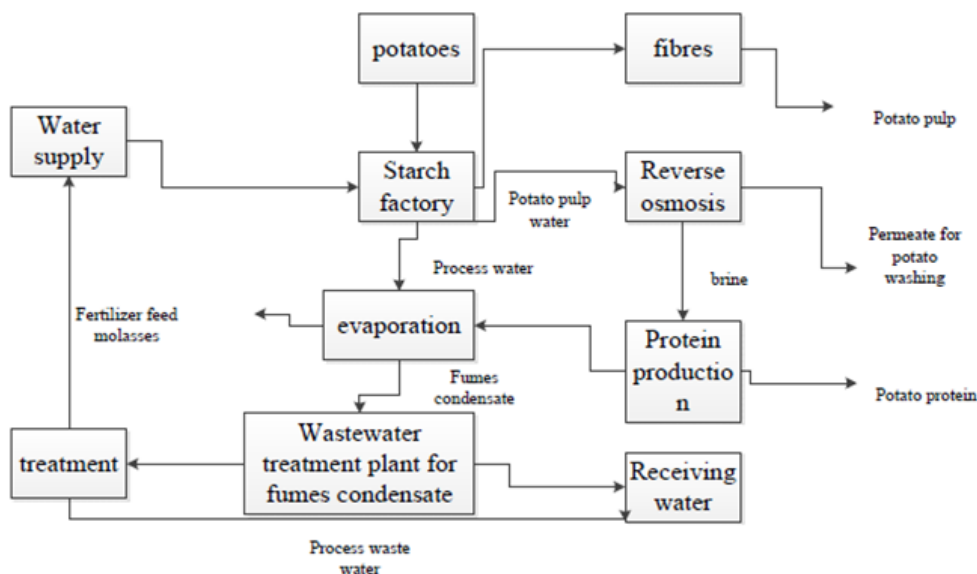 potatoes
fibres
Potato pulp
Water
supply
Starch
factory
Potato pulp
water
Reverse
osmosis
Permeate for
potato
washing
Process water
brine
Fertilizer feed
molasses
evaporation
Protein
productio
n
Potato protein
Fumes
condensate
treatment
Wastewater
treatment plant for
fumes condensate
Receiving
water
Process waste
water